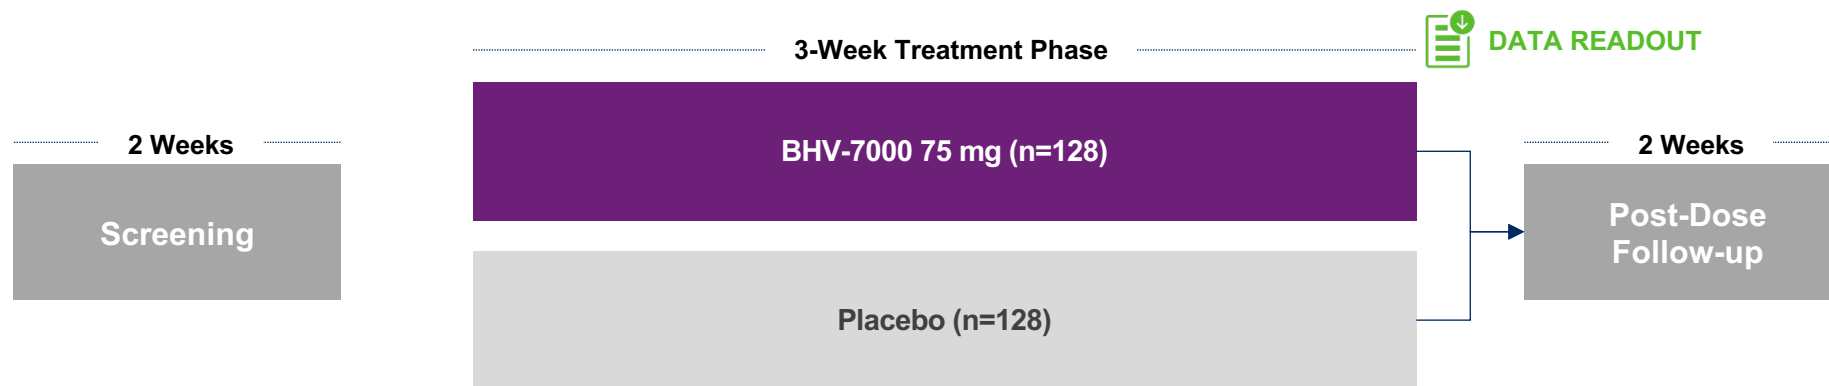 2 Weeks
Screening
3-Week Treatment Phase
BHV-7000 75 mg (n=128)
Placebo (n=128)
DATA READOUT
2 Weeks
Post-Dose
Follow-up